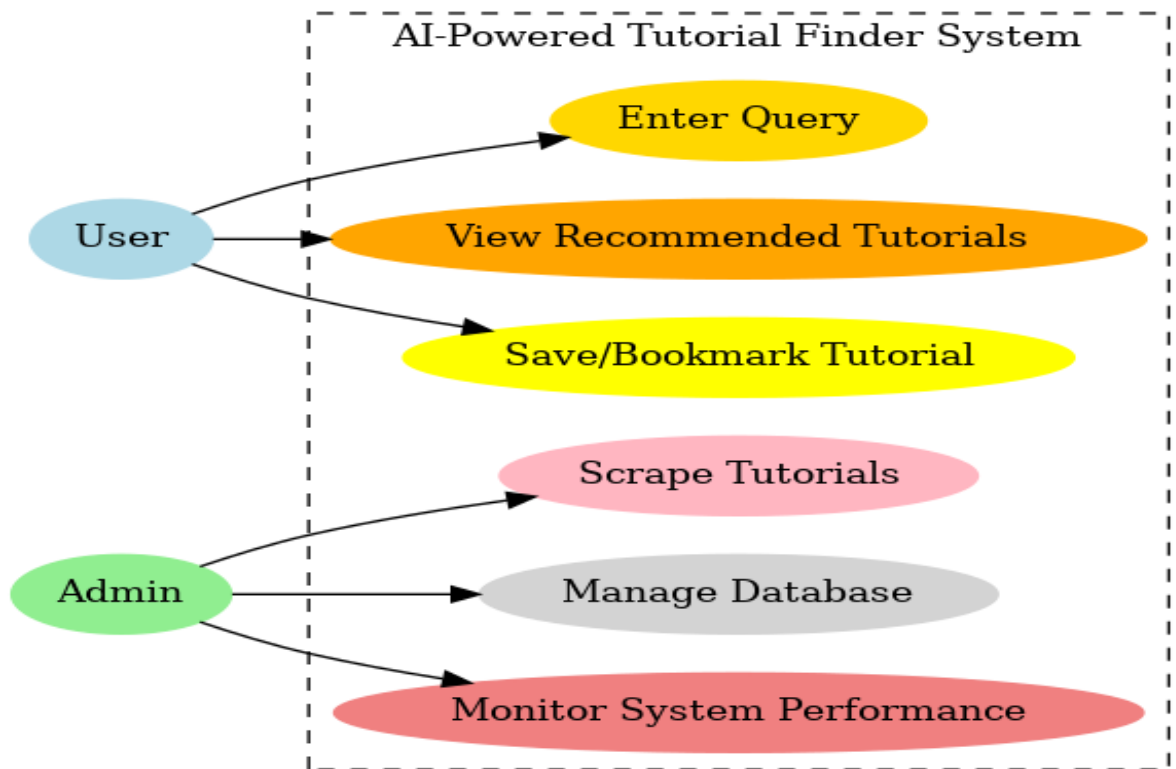 AI-Powered Tutorial Finder System
Enter Query
User
View Recommended Tutorials
Save/Bookmark Tutorial
Scrape Tutorials
Admin
Manage Database
Monitor System Performance